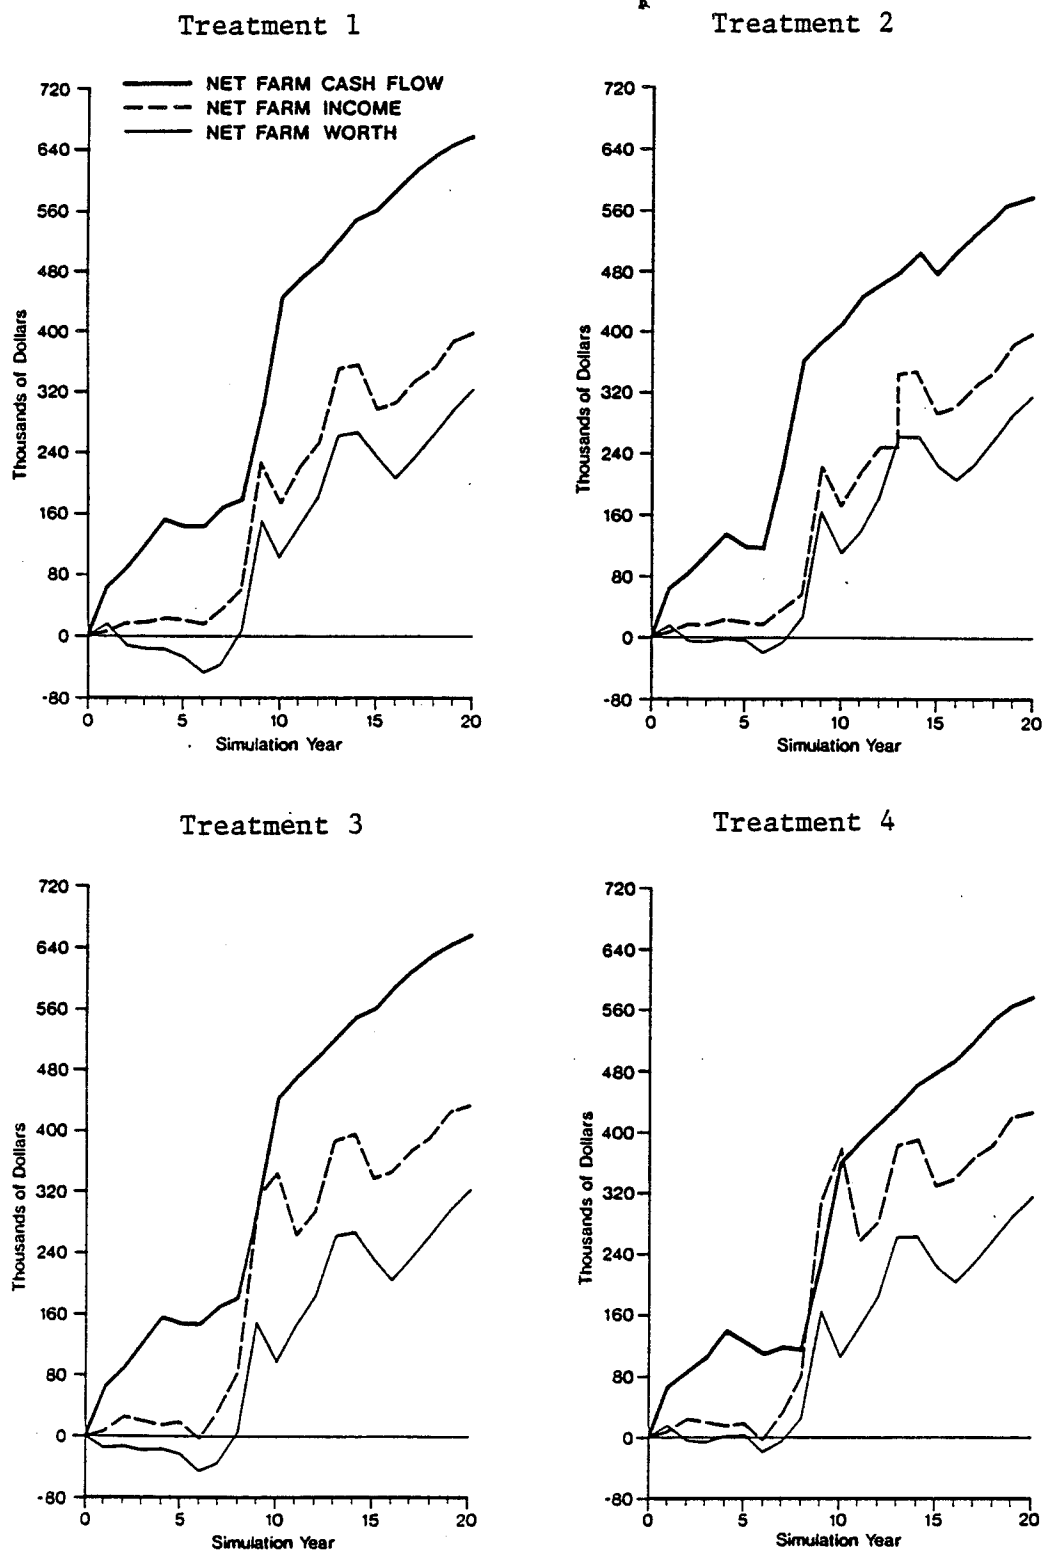 Treatment 1
NET FARM CASH FLOW
NET FARM INCOME
NET FARM WORTH
720
640
560
480
400
320
240
160
80
0
-80
Thousands of Dollars
0 5 10 15 20
Simulation Year
Treatment 2
720
640
560
480
400
320
240
160
80
0
-80
Thousands of Dollars
0 5 10 15 20
Simulation Year
Treatment 3
720
640
560
480
400
320
240
160
80
0
-80
Thousands of Dollars
0 5 10 15 20
Simulation Year
Treatment 4
720
640
560
480
400
320
240
160
80
0
-80
Thousands of Dollars
0 5 10 15 20
Simulation Year